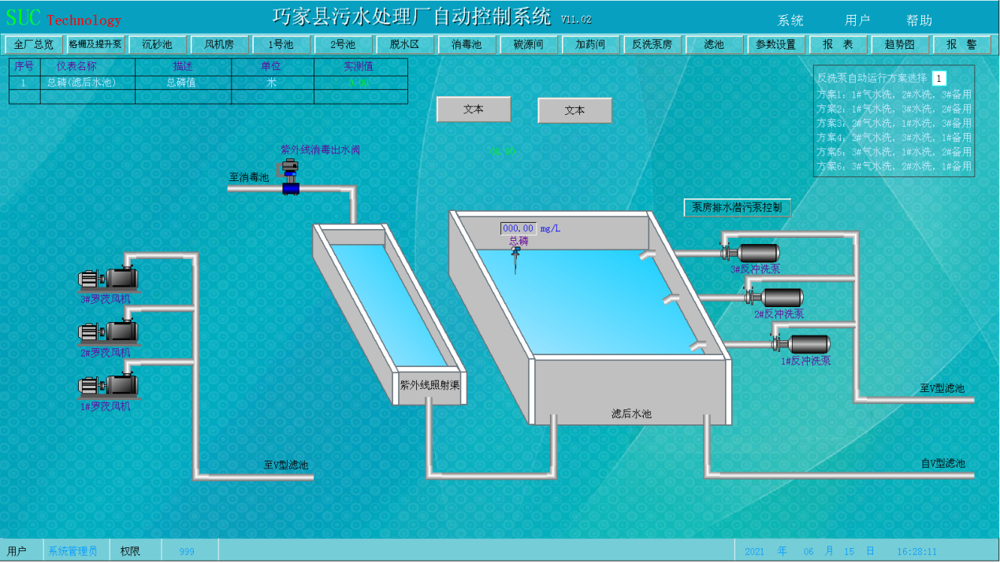 SUC Technology 巧家县污水处理厂自动控制系统 V11.02 系统 用户 帮助
全厂总览 格栅及提升泵 沉砂池 风机房 1号池 2号池 脱水区 消毒池 碳源间 加药间 反洗泵房 滤池 参数设置 报 表 趋势图 报 警
序号 仪表名称 描述 单位 实测值
1 总磷(滤后水池) 总磷值 米 0.00
反洗泵自动运行方案选择 1
方案1: 1#气水洗, 2#水洗, 3#备用
方案2: 1#气水洗, 3#水洗, 2#备用
方案3: 2#气水洗, 1#水洗, 3#备用
方案4: 2#气水洗, 3#水洗, 1#备用
方案5: 3#气水洗, 1#水洗, 2#备用
方案6: 3#气水洗, 2#水洗, 1#备用
文本 文本
紫外线消毒出水阀
至消毒池
泵房排水潜污泵控制
000.00 mg/L
总磷
3#反冲洗泵
2#反冲洗泵
1#反冲洗泵
3#罗茨风机
2#罗茨风机
1#罗茨风机
紫外线照射渠
滤后水池
至V型滤池
至V型滤池
自V型滤池
用户 系统管理员 权限 999 2021 年 06 月 15 日 16:28:11